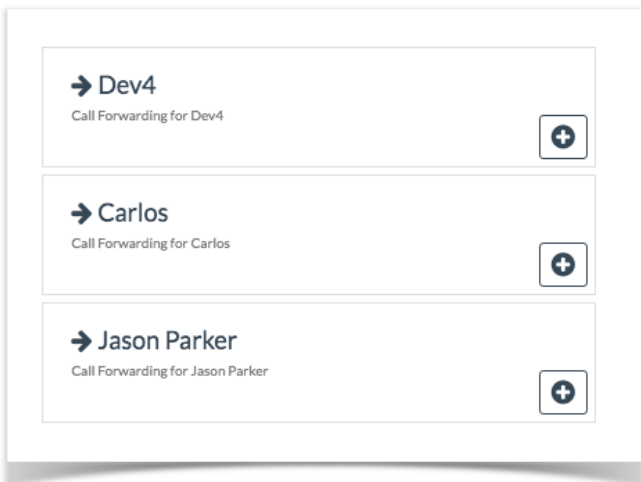 Dev4
Call Forwarding for Dev4
Carlos
Call Forwarding for Carlos
Jason Parker
Call Forwarding for Jason Parker